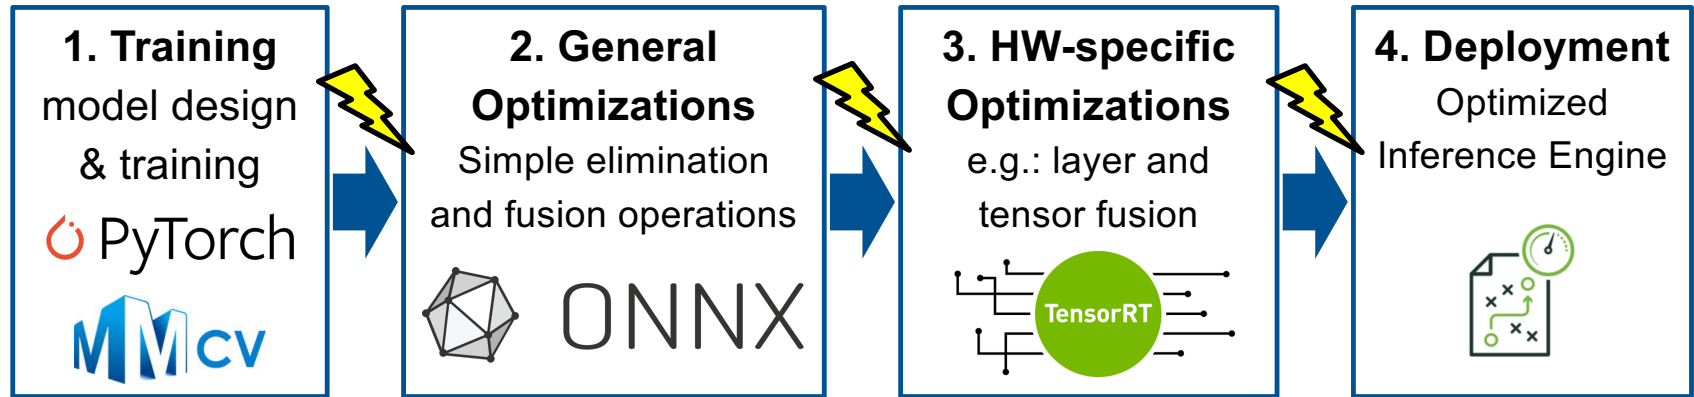 1. Training
model design
& training
PyTorch
MMCV
2. General
Optimizations
Simple elimination
and fusion operations
ONNX
3. HW-specific
Optimizations
e.g.: layer and
tensor fusion
TensorRT
4. Deployment
Optimized
Inference Engine